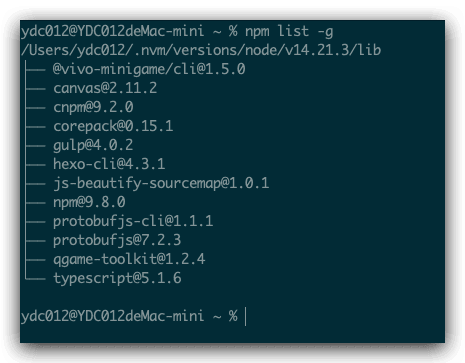 ydc012@YDC012deMac-mini ~ % npm list -g
/Users/ydc012/.nvm/versions/node/v14.21.3/lib
├── @vivo-minigame/cli@1.5.0
├── canvas@2.11.2
├── cnpm@9.2.0
├── corepack@0.15.1
├── gulp@4.0.2
├── hexo-cli@4.3.1
├── js-beautify-sourcemap@1.0.1
├── npm@9.8.0
├── protobufjs-cli@1.1.1
├── protobufjs@7.2.3
├── qgame-toolkit@1.2.4
└── typescript@5.1.6
ydc012@YDC012deMac-mini ~ %